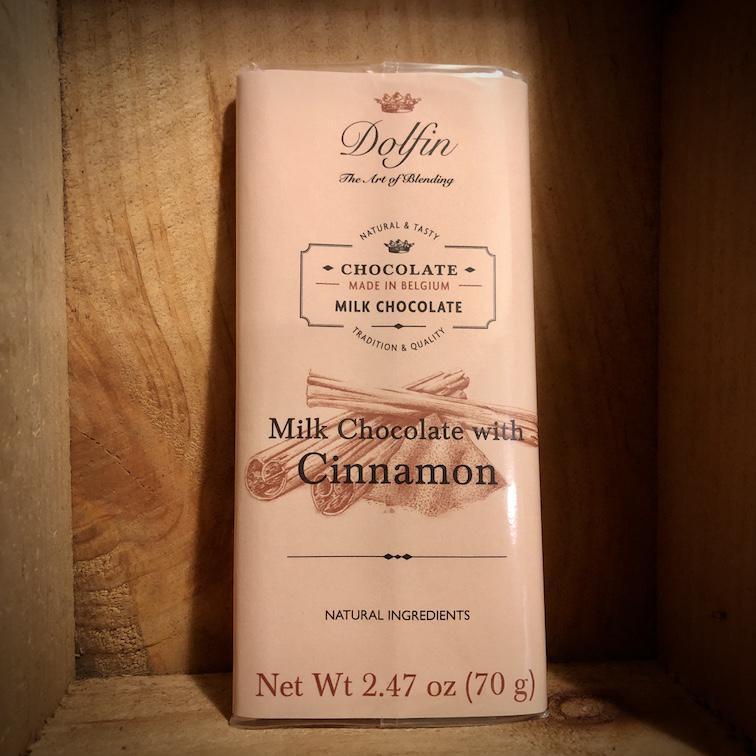 Dolfin
The Art of Blending
NATURAL & TASTY
CHOCOLATE
MADE IN BELGIUM
MILK CHOCOLATE
TRADITION & QUALITY
Milk Chocolate with
Cinnamon
NATURAL INGREDIENTS
Net Wt 2.47 oz (70 g)